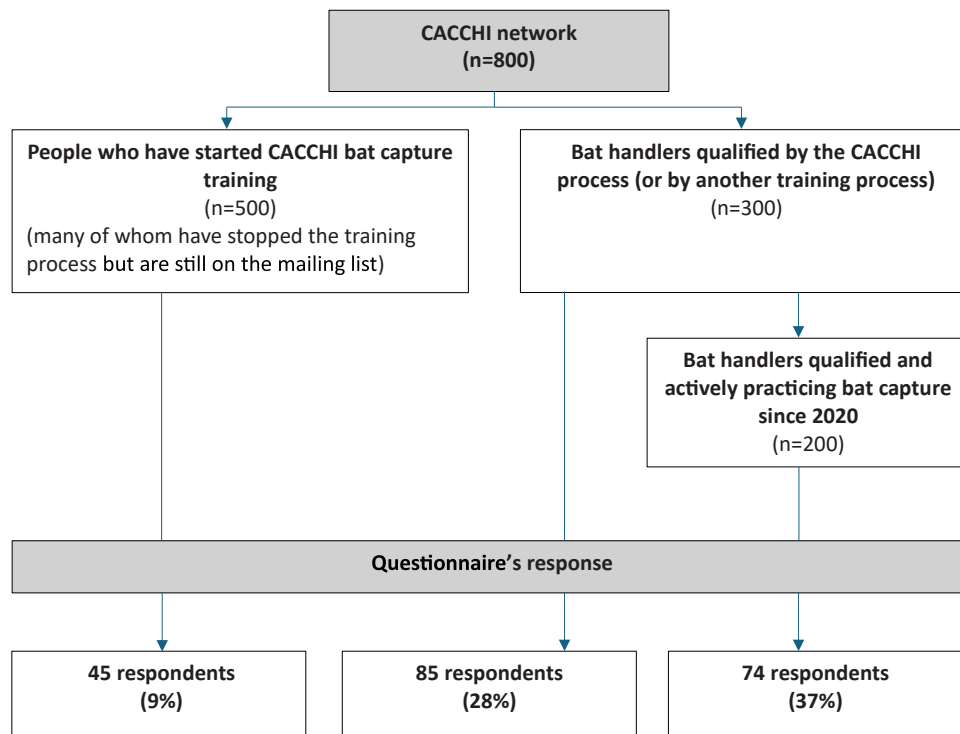 CACCHI network
(n=800)
People who have started CACCHI bat capture
training
(n=500)
(many of whom have stopped the training
process but are still on the mailing list)
Bat handlers qualified by the CACCHI
process (or by another training process)
(n=300)
Bat handlers qualified and
actively practicing bat capture
since 2020
(n=200)
Questionnaire's response
45 respondents
(9%)
85 respondents
(28%)
74 respondents
(37%)